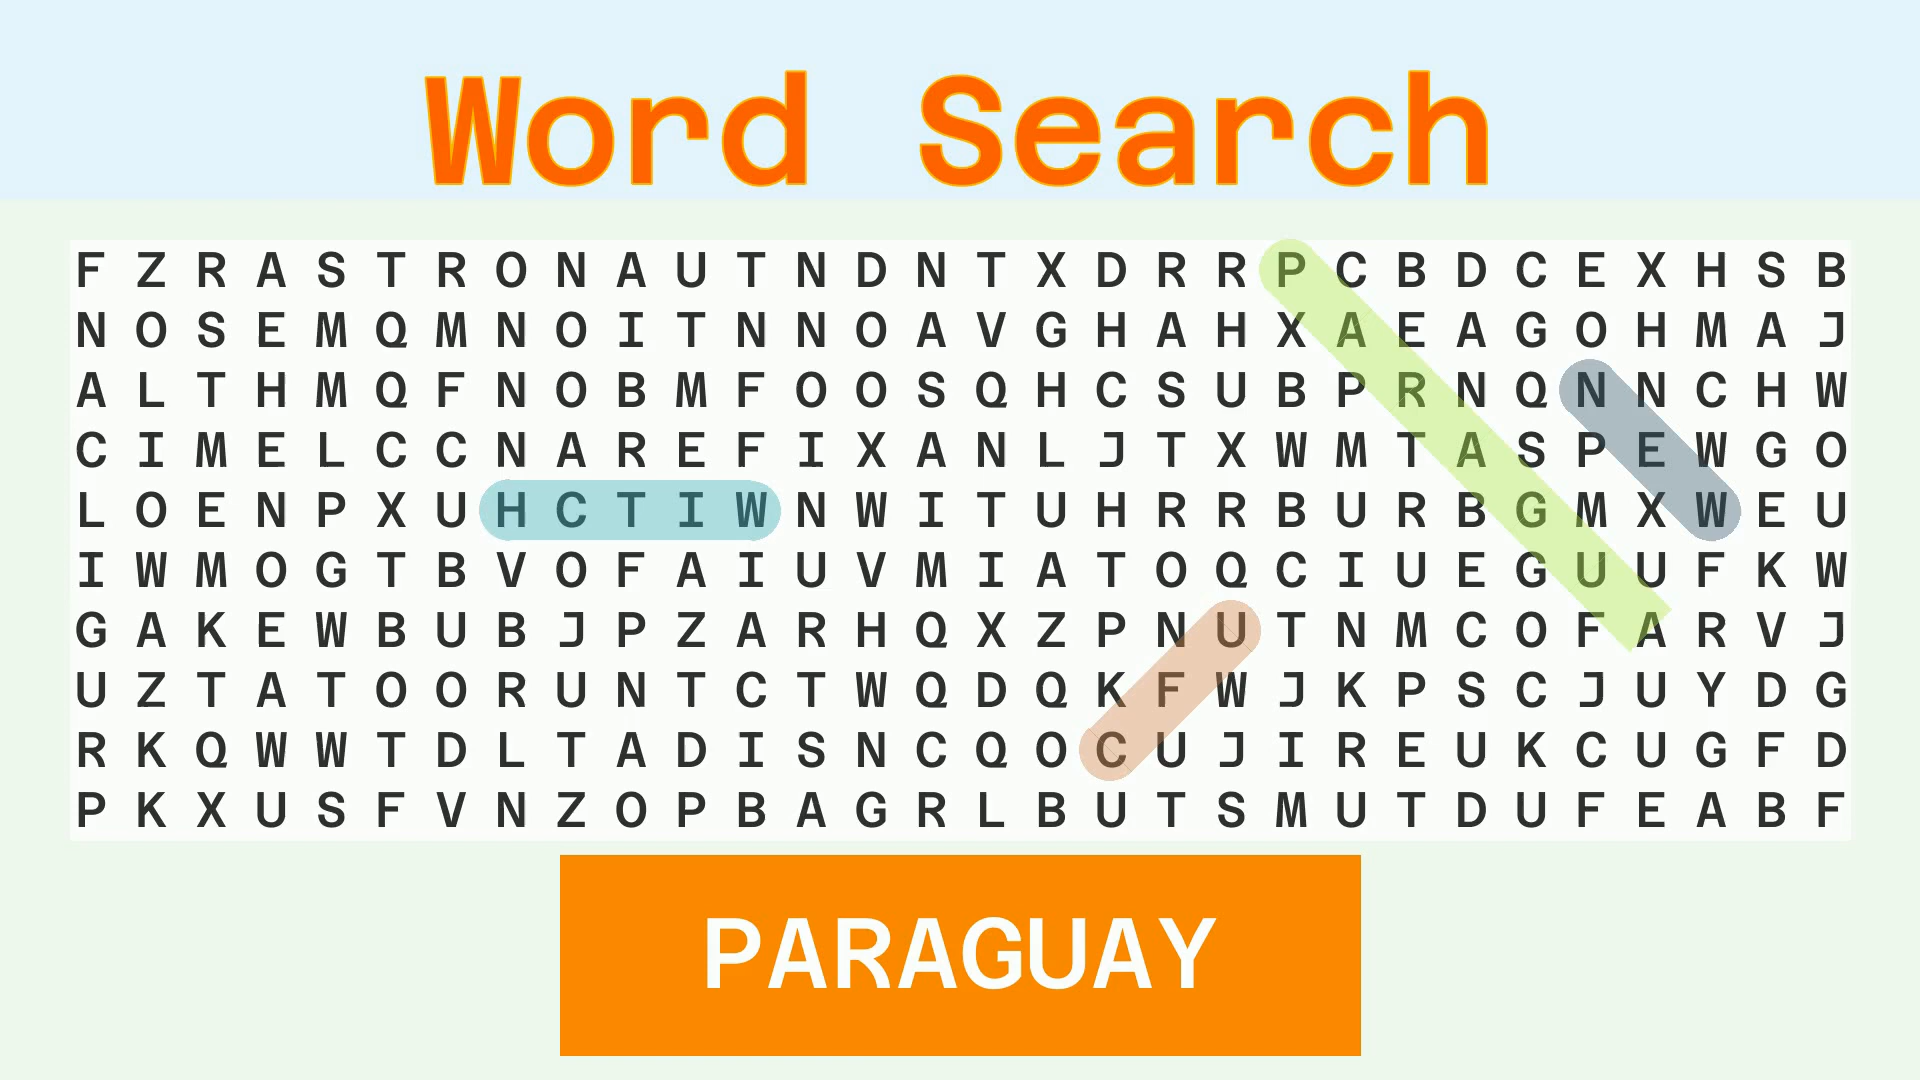 Word Search
F Z R A S T R O N A U T N D N T X D R R P C B D C E X H S B
N O S E M Q M N O I T N N O A V G H A H X A E A G O H M A J
A L T H M Q F N O B M F O O S Q H C S U B P R N Q N N C H W
C I M E L C C N A R E F I X A N L J T X W M T A S P E W G O
L O E N P X U H C T I W N W I T U H R R B U R B G M X W E U
I W M O G T B V O F A I U V M I A T O Q C I U E G U U F K W
G A K E W B U B J P Z A R H Q X Z P N U T N M C O F A R V J
U Z T A T O O R U N T C T W Q D Q K F W J K P S C J U Y D G
R K Q W W T D L T A D I S N C Q O C U J I R E U K C U G F D
P K X U S F V N Z O P B A G R L B U T S M U T D U F E A B F
PARAGUAY